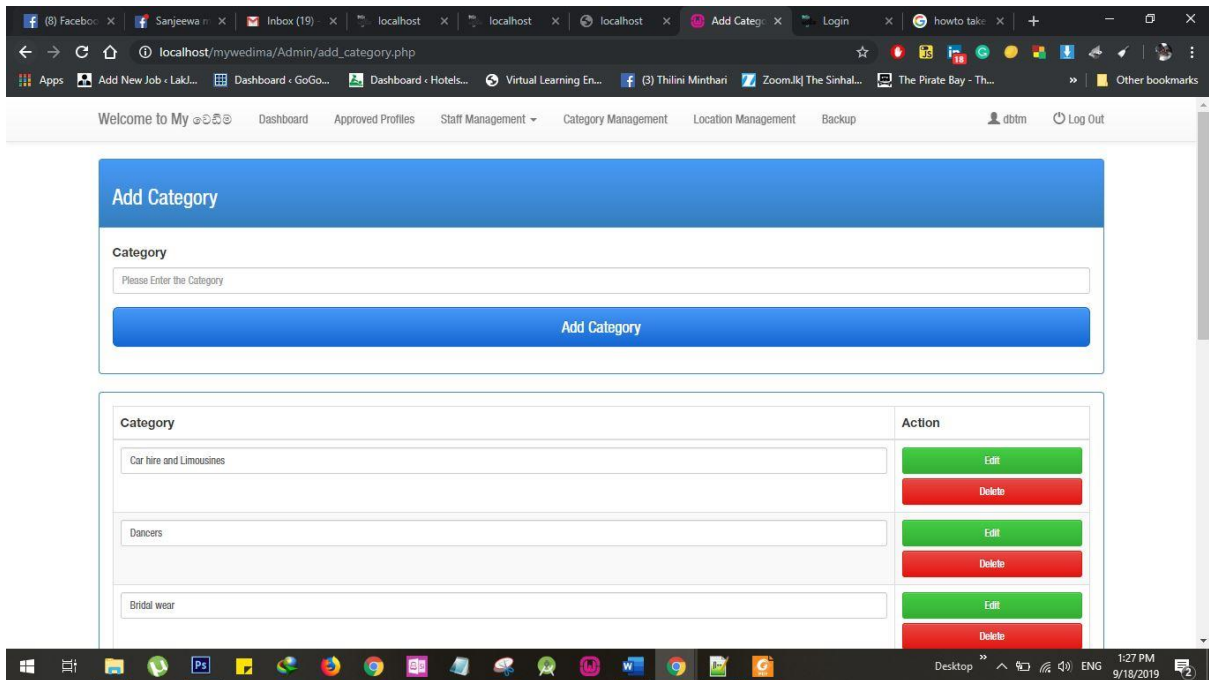 (8) Faceboo
Sanjeewa m
Inbox (19) -
localhost
localhost
localhost
Add Catego
Login
howto take
localhost/mywedima/Admin/add_category.php
18
Apps
Add New Job ‹ LakJ...
Dashboard ‹ GoGo...
Dashboard ‹ Hotels...
Virtual Learning En...
(3) Thilini Minthari
Zoom.lk| The Sinhal...
The Pirate Bay - Th...
»
Other bookmarks
Welcome to My වෙඩිම
Dashboard
Approved Profiles
Staff Management
Category Management
Location Management
Backup
dbtm
Log Out
Add Category
Category
Please Enter the Category
Add Category
Category
Action
Car hire and Limousines
Edit
Delete
Dancers
Edit
Delete
Bridal wear
Edit
Delete
Desktop
»
ENG
1:27 PM
9/18/2019
2